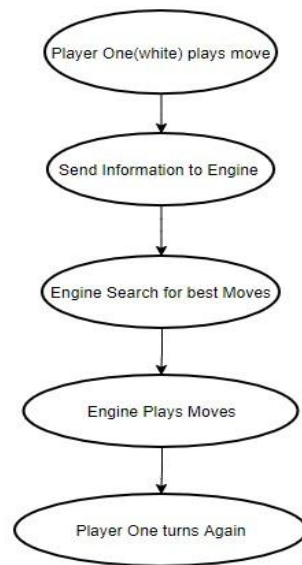 Player One(white) plays move
Send Information to Engine
Engine Search for best Moves
Engine Plays Moves
Player One turns Again